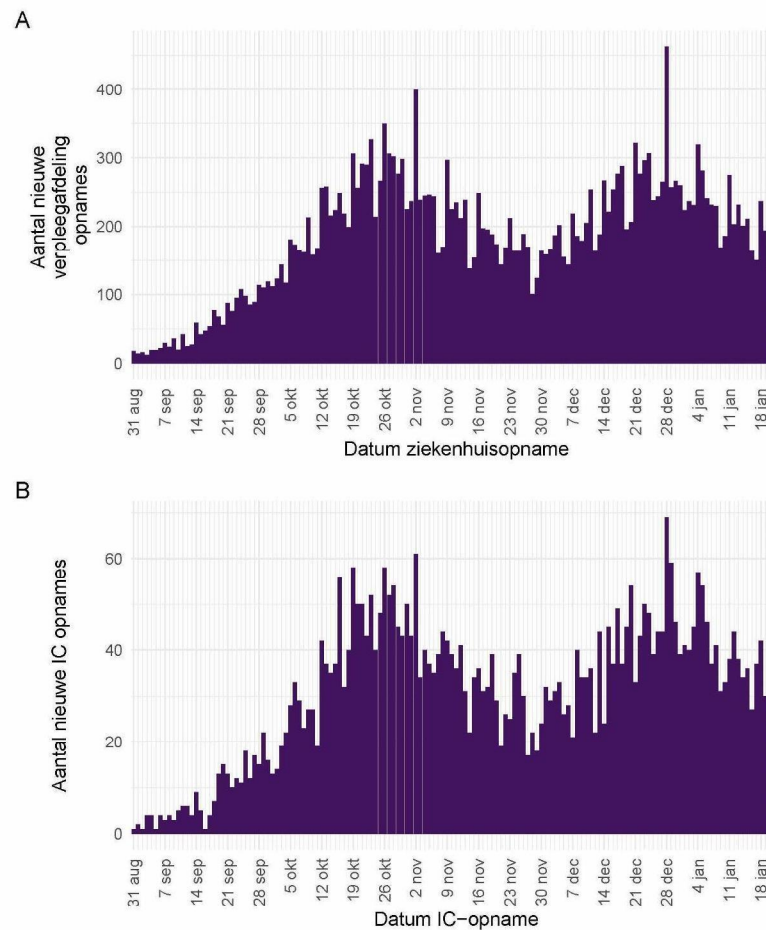 A
Aantal nieuwe
verpleegafdeling
opnames
400
300
200
100
0
31 aug
7 sep
14 sep
21 sep
28 sep
5 okt
12 okt
19 okt
26 okt
2 nov
9 nov
16 nov
23 nov
30 nov
7 dec
14 dec
21 dec
28 dec
4 jan
11 jan
18 jan
Datum ziekenhuisopname
B
Aantal nieuwe IC opnames
60
40
20
0
31 aug
7 sep
14 sep
21 sep
28 sep
5 okt
12 okt
19 okt
26 okt
2 nov
9 nov
16 nov
23 nov
30 nov
7 dec
14 dec
21 dec
28 dec
4 jan
11 jan
18 jan
Datum IC-opname